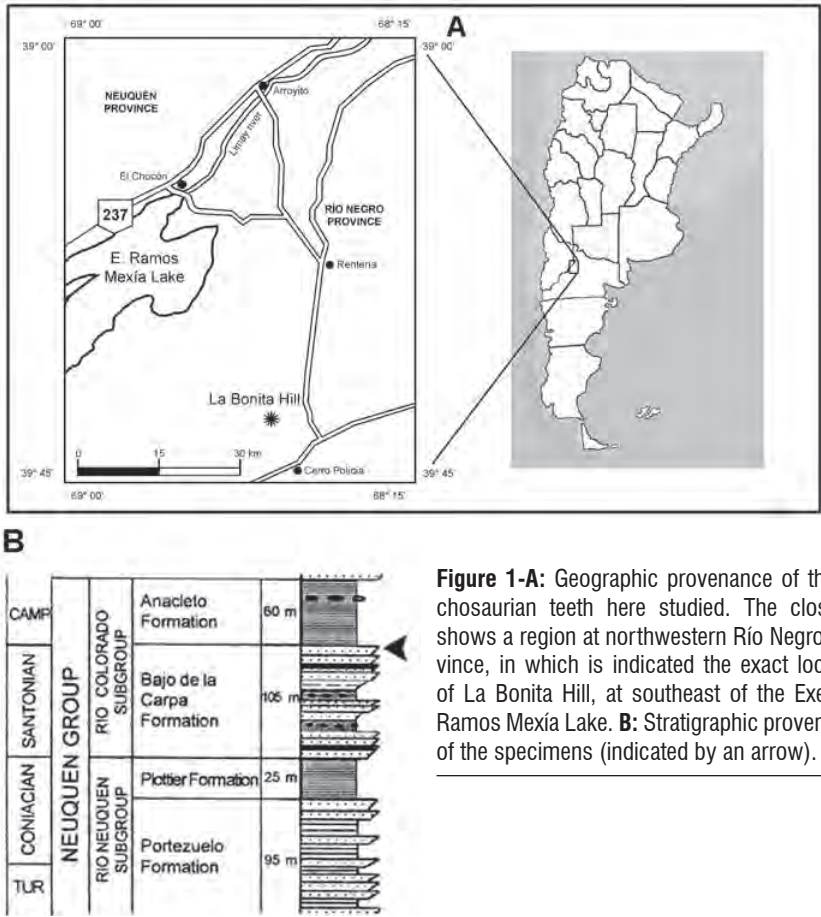 A
69° 00'
68° 15'
39° 00'
39° 00'
NEUQUÉN
PROVINCE
Arroyito
Limay river
El Chocón
237
RÍO NEGRO
PROVINCE
E. Ramos
Mexía Lake
Rentería
La Bonita Hill
0 15 30 km
Cerro Policía
39° 45'
39° 45'
69° 00'
68° 15'
B
CAMP
SANTONIAN
CONIACIAN
TUR
NEUQUEN GROUP
RIO COLORADO
SUBGROUP
RIO NEUQUEN
SUBGROUP
Anacleto
Formation
60 m
Bajo de la
Carpa
Formation
105 m
Plottier Formation
25 m
Portezuelo
Formation
95 m
Figure 1-A: Geographic provenance of th
chosaurian teeth here studied. The clos
shows a region at northwestern Río Negro
vince, in which is indicated the exact loc
of La Bonita Hill, at southeast of the Exe
Ramos Mexía Lake. B: Stratigraphic proven
of the specimens (indicated by an arrow).